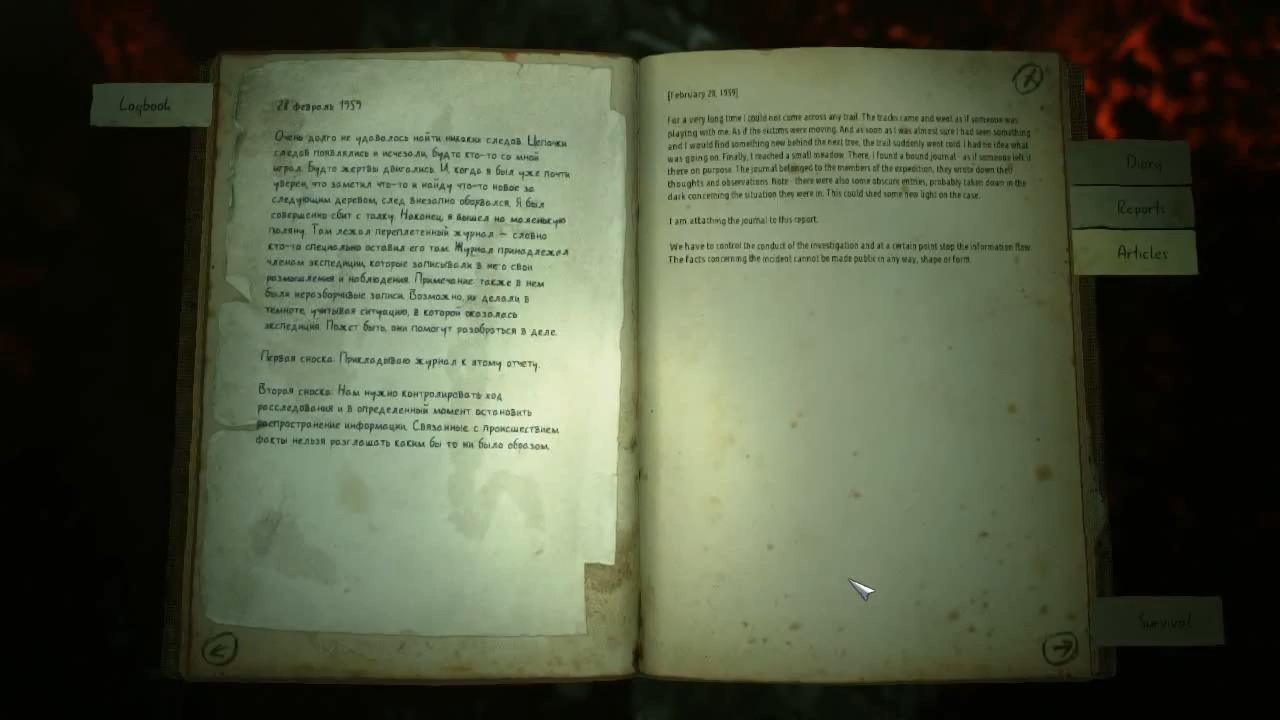 Logbook
28 февраль 1959
Очень долго не удавалось найти никаких следов. Цепочки
следов появлялись и исчезали, будто кто-то со мной
играл. Будто жертвы двигались. И, когда я был уже почти
уверен, что заметил что-то и найду что-то новое за
следующим деревом, след внезапно оборвался. Я был
совершенно сбит с толку. Наконец, я вышел на маленькую
поляну. Там лежал переплетенный журнал – словно
кто-то специально оставил его там. Журнал принадлежал
членам экспедиции, которые записывали в него свои
размышления и наблюдения. Примечание: также в нем
были неразборчивые записи. Возможно, их делали в
темноте, учитывая ситуацию, в которой оказалась
экспедиция. Может быть, они помогут разобраться в деле.
Первая сноска: Прикладываю журнал к этому отчету.
Вторая сноска: Нам нужно контролировать ход
расследования и в определенный момент остановить
распространение информации. Связанные с происшествием
факты нельзя разглашать каким бы то ни было образом.
[February 28, 1959]
For a very long time I could not come across any trail. The tracks came and went as if someone was
playing with me. As if the victims were moving. And as soon as I was almost sure I had seen something
and I would find something new behind the next tree, the trail suddenly went cold. I had no idea what
was going on. Finally, I reached a small meadow. There, I found a bound journal - as if someone left it
there on purpose. The journal belonged to the members of the expedition, they wrote down their
thoughts and observations. Note - there were also some obscure entries, probably taken down in the
dark concerning the situation they were in. This could shed some new light on the case.
I am attaching the journal to this report.
We have to control the conduct of the investigation and at a certain point stop the information flow.
The facts concerning the incident cannot be made public in any way, shape or form.
Diary
Reports
Articles
Survival